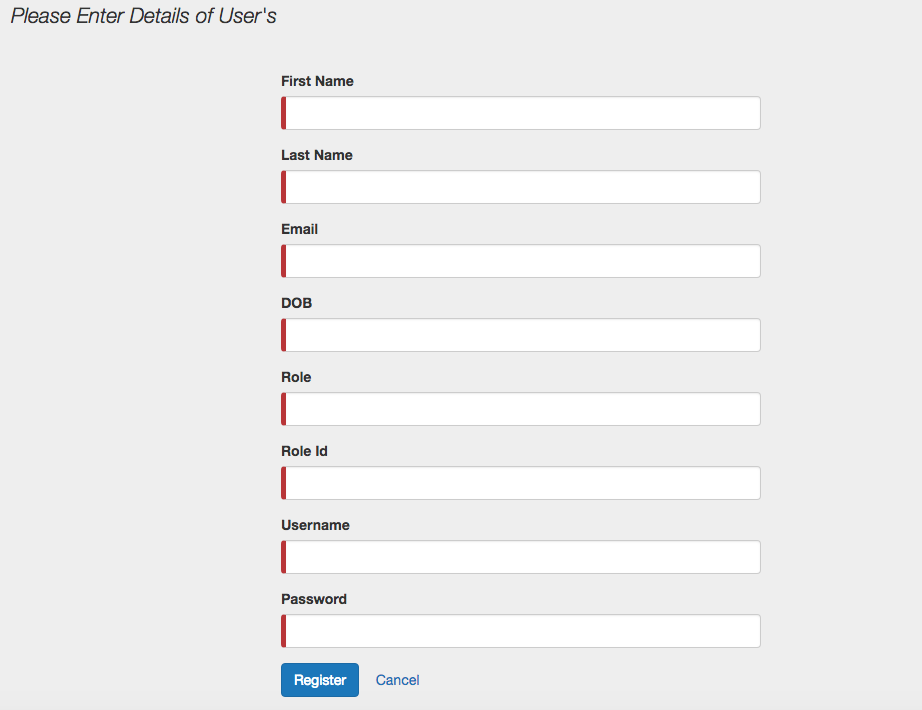 Please Enter Details of User's
First Name
Last Name
Email
DOB
Role
Role Id
Username
Password
Register Cancel